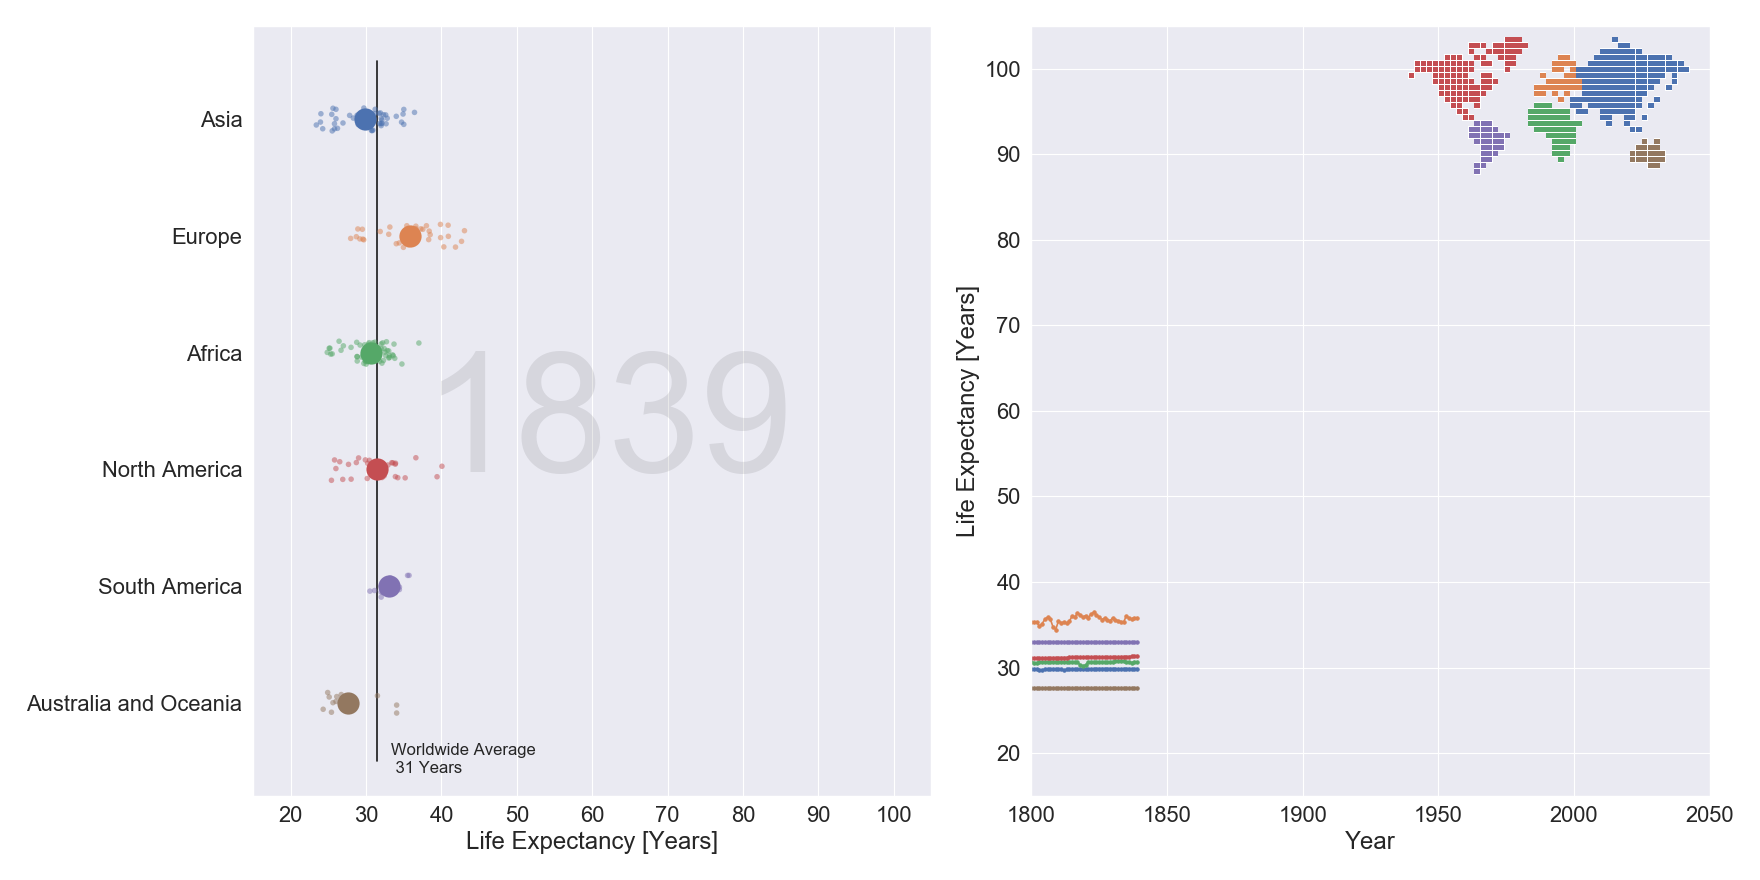 Asia
Europe
Africa
North America
South America
Australia and Oceania
1839
Worldwide Average
31 Years
20 30 40 50 60 70 80 90 100
Life Expectancy [Years]
Life Expectancy [Years]
100
90
80
70
60
50
40
30
20
1800 1850 1900 1950 2000 2050
Year